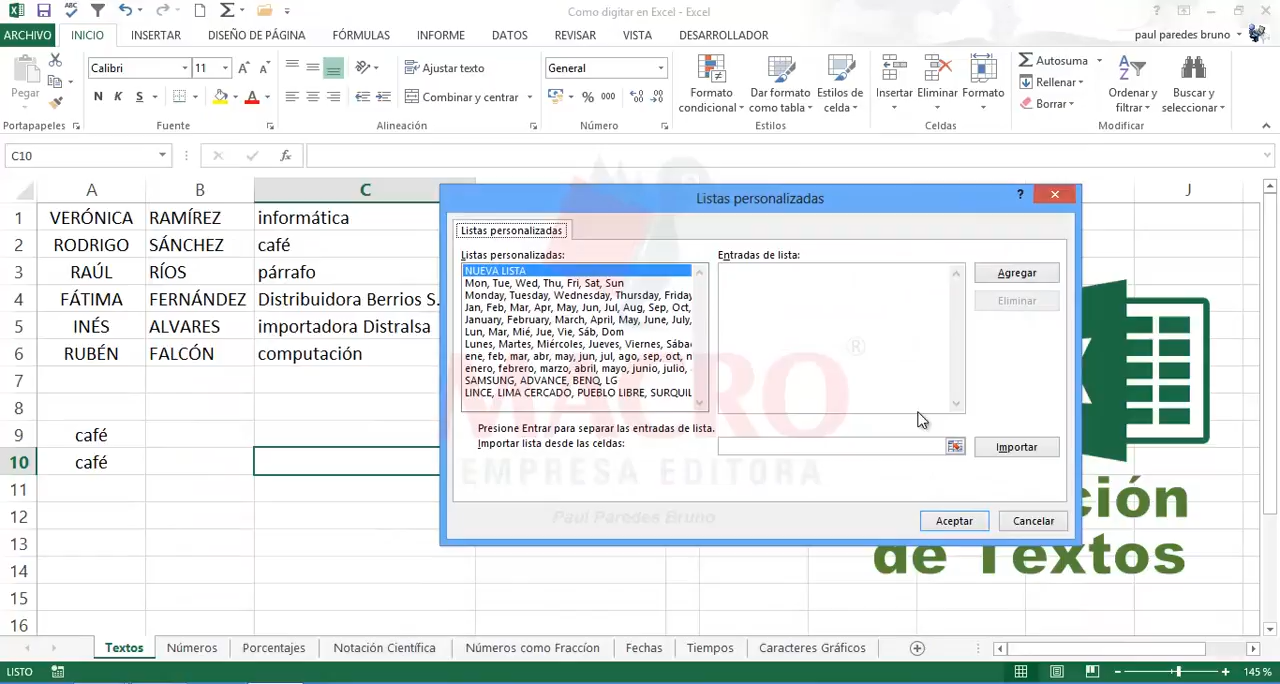 Como digitar en Excel - Excel
ARCHIVO INICIO INSERTAR DISEÑO DE PÁGINA FÓRMULAS INFORME DATOS REVISAR VISTA DESARROLLADOR paul paredes bruno
Pegar
Calibri 11
N K S
Ajustar texto
Combinar y centrar
General
% 000
Formato condicional
Dar formato como tabla
Estilos de celda
Insertar Eliminar Formato
Autosuma
Rellenar
Borrar
Ordenar y filtrar
Buscar y seleccionar
Portapapeles Fuente Alineación Número Estilos Celdas Modificar
C10
fx
A B C J
1 VERÓNICA RAMÍREZ informática
2 RODRIGO SÁNCHEZ café
3 RAÚL RÍOS párrafo
4 FÁTIMA FERNÁNDEZ Distribuidora Berrios S.
5 INÉS ALVARES importadora Distralsa
6 RUBÉN FALCÓN computación
7
8
9 café
10 café
11
12
13
14
15
16
Listas personalizadas
?
Listas personalizadas
Listas personalizadas:
NUEVA LISTA
Mon, Tue, Wed, Thu, Fri, Sat, Sun
Monday, Tuesday, Wednesday, Thursday, Friday
Jan, Feb, Mar, Apr, May, Jun, Jul, Aug, Sep, Oct,
January, February, March, April, May, June, July,
Lun, Mar, Mié, Jue, Vie, Sáb, Dom
Lunes, Martes, Miércoles, Jueves, Viernes, Sába
ene, feb, mar, abr, may, jun, jul, ago, sep, oct, n
enero, febrero, marzo, abril, mayo, junio, julio,
SAMSUNG, ADVANCE, BENQ, LG
LINCE, LIMA CERCADO, PUEBLO LIBRE, SURQUIL
Entradas de lista:
Agregar
Eliminar
Presione Entrar para separar las entradas de lista.
Importar lista desde las celdas:
Importar
Aceptar Cancelar
MACRO ®
EMPRESA EDITORA
Paul Paredes Bruno
ción
de Textos
Textos Números Porcentajes Notación Científica Números como Fraccíon Fechas Tiempos Caracteres Gráficos
LISTO 145 %